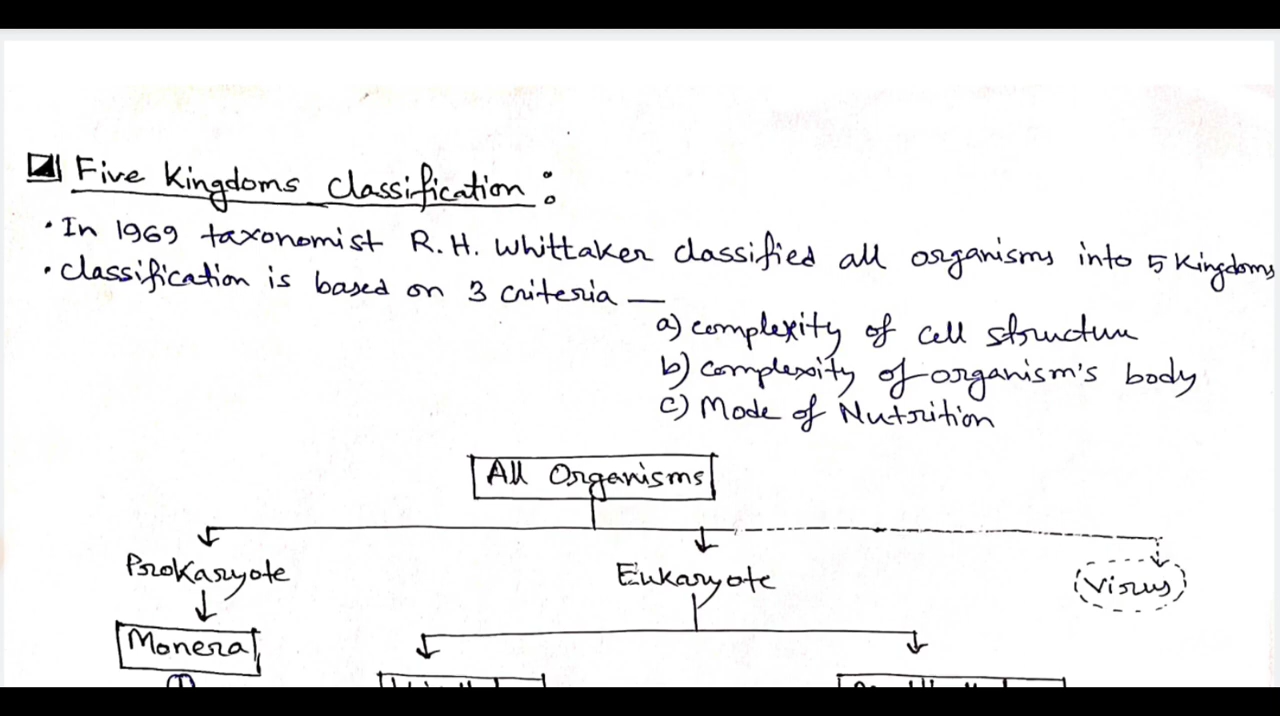 Five Kingdoms classification :
• In 1969 taxonomist R.H. Whittaker classified all organisms into 5 Kingdoms
• classification is based on 3 criteria —
a) complexity of cell structure
b) complexity of organism's body
c) Mode of Nutrition
All Organisms
Prokaryote Eukaryote Virus
Monera
①